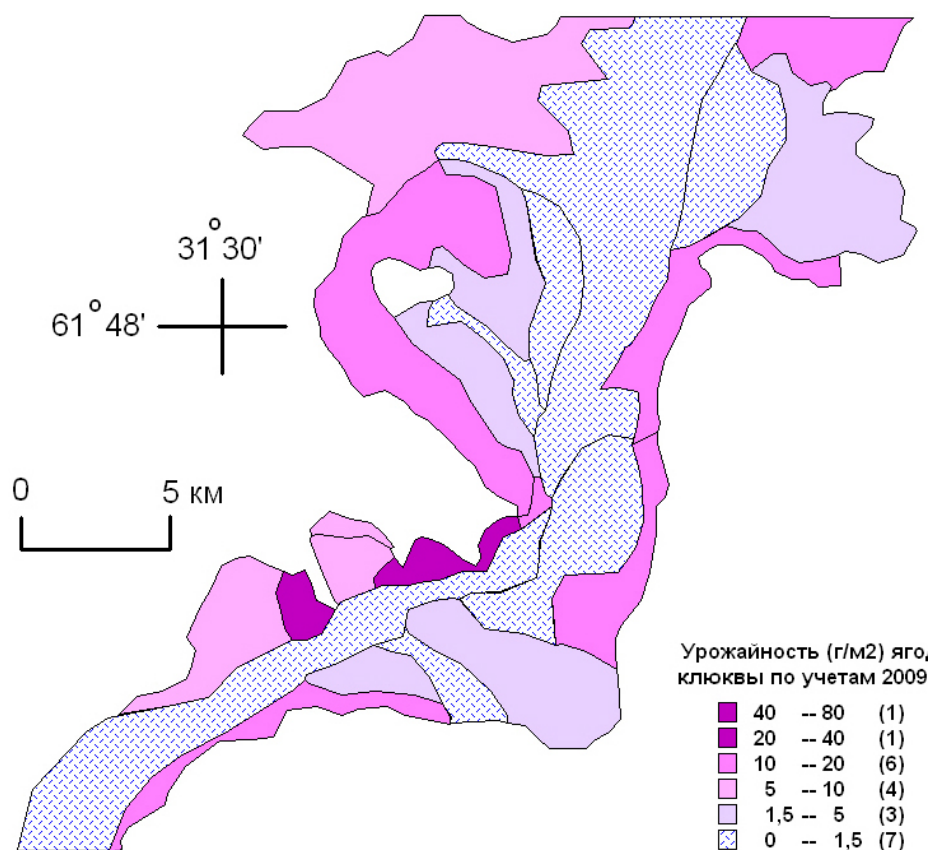 31° 30'
61° 48'
0 5 км
Урожайность (г/м2) ягод
клюквы по учетам 2009
40 -- 80 (1)
20 -- 40 (1)
10 -- 20 (6)
5 -- 10 (4)
1,5 -- 5 (3)
0 -- 1,5 (7)